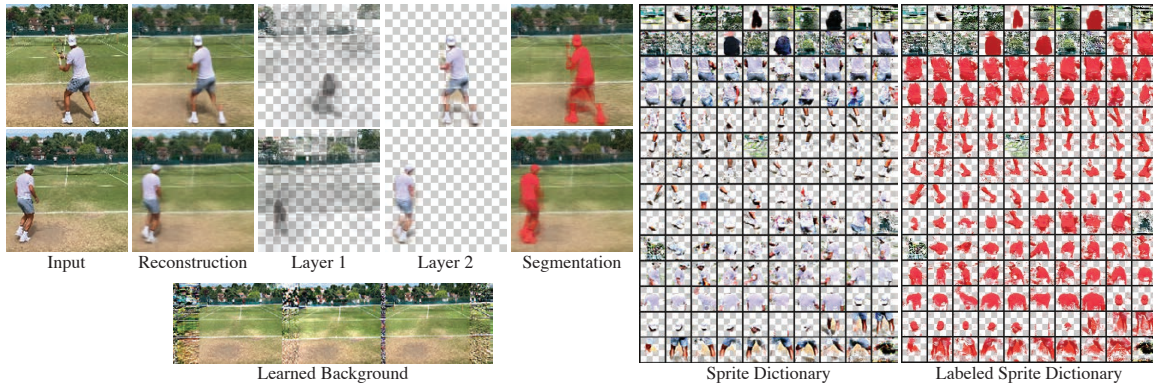 Input
Reconstruction
Layer 1
Layer 2
Segmentation
Learned Background
Sprite Dictionary
Labeled Sprite Dictionary